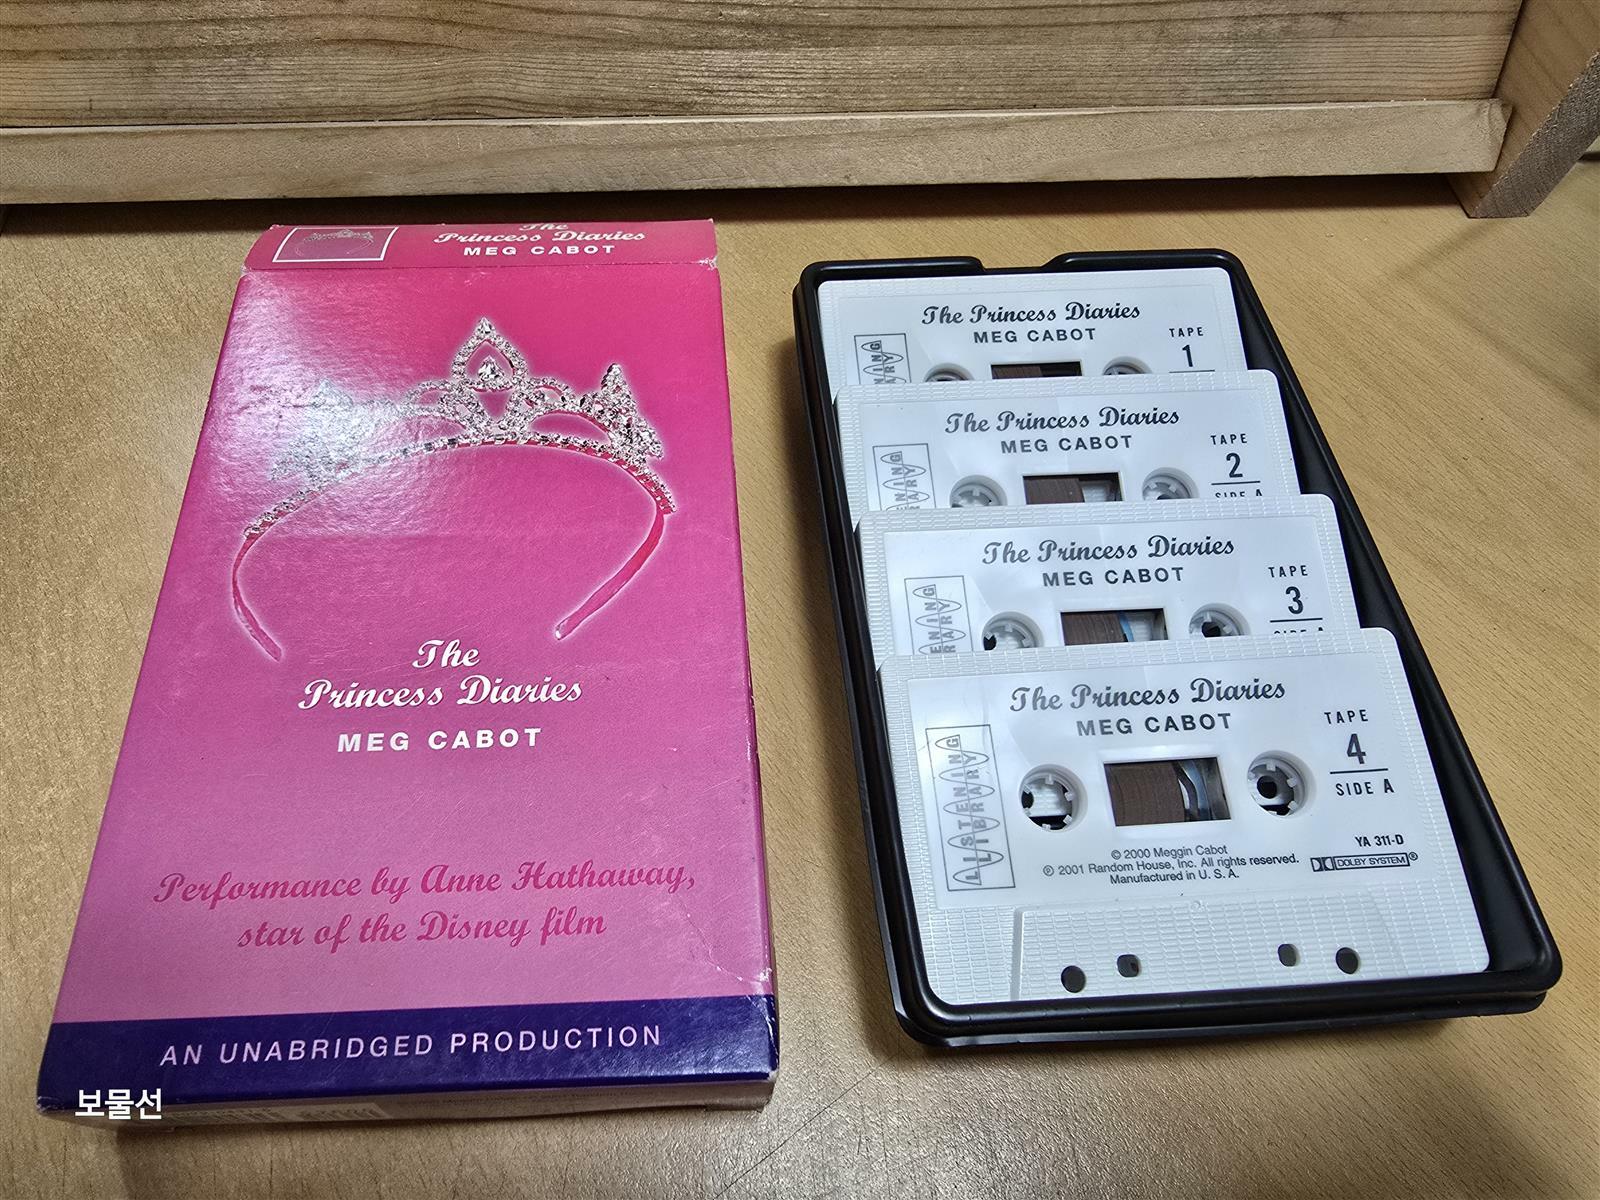 The
Princess Diaries
MEG CABOT
The
Princess Diaries
MEG CABOT
Performance by Anne Hathaway,
star of the Disney film
AN UNABRIDGED PRODUCTION
보물선
The Princess Diaries
MEG CABOT
TAPE
1
The Princess Diaries
MEG CABOT
TAPE
2
SIDE A
The Princess Diaries
MEG CABOT
TAPE
3
SIDE A
The Princess Diaries
MEG CABOT
TAPE
4
SIDE A
LISTENING
LIBRARY
YA 311-D
DOLBY SYSTEM®
© 2000 Meggin Cabot
℗ 2001 Random House, Inc. All rights reserved.
Manufactured in U. S. A.